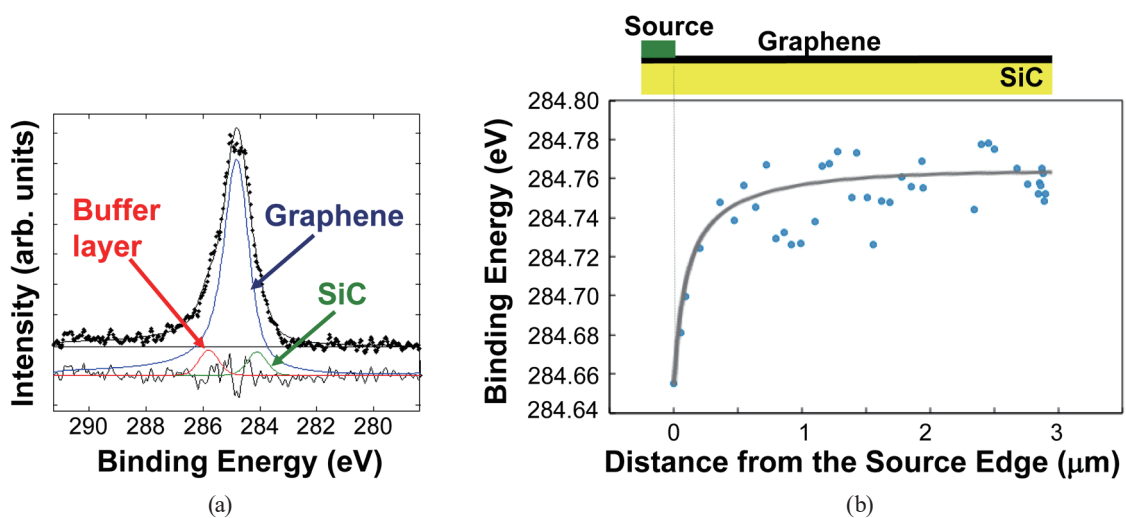 Intensity (arb. units)
Buffer
layer
Graphene
SiC
290 288 286 284 282 280
Binding Energy (eV)
(a)
Source
Graphene
SiC
Binding Energy (eV)
284.80
284.78
284.76
284.74
284.72
284.70
284.68
284.66
284.64
0 1 2 3
Distance from the Source Edge (μm)
(b)